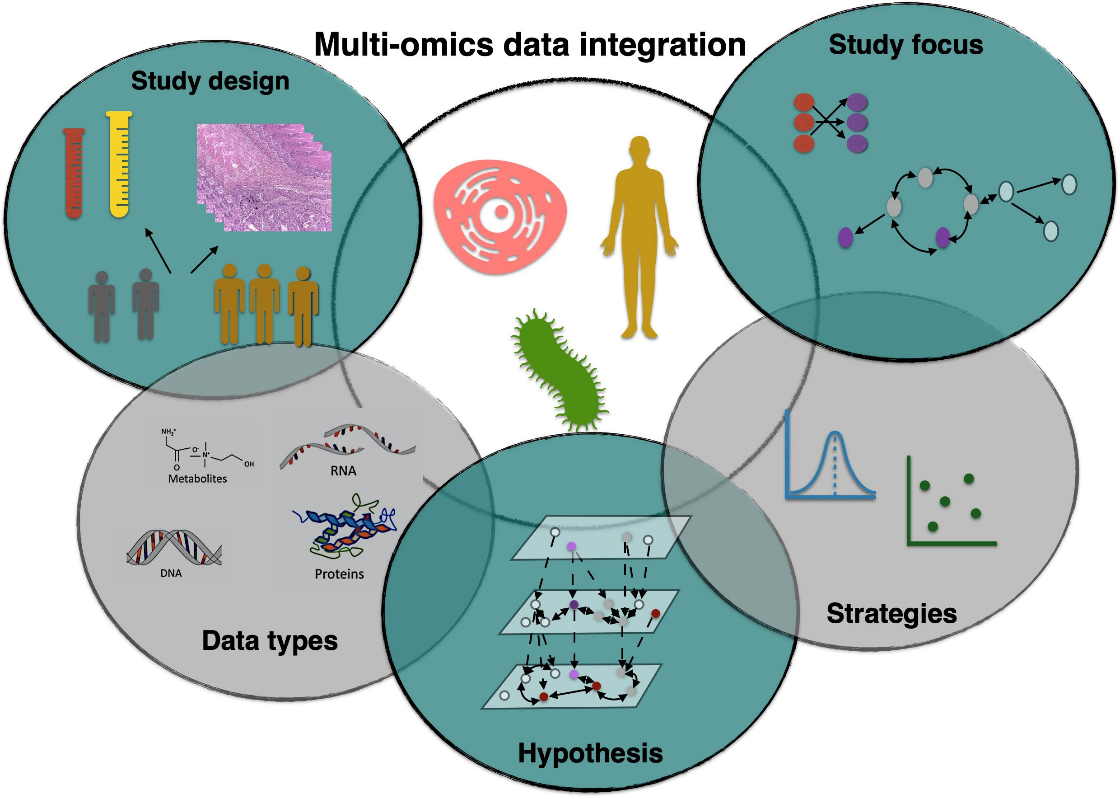 Multi-omics data integration
Study design
Study focus
NH₃⁺
O⁻
N⁺
OH
O
Metabolites
RNA
DNA
Proteins
Data types
Strategies
Hypothesis